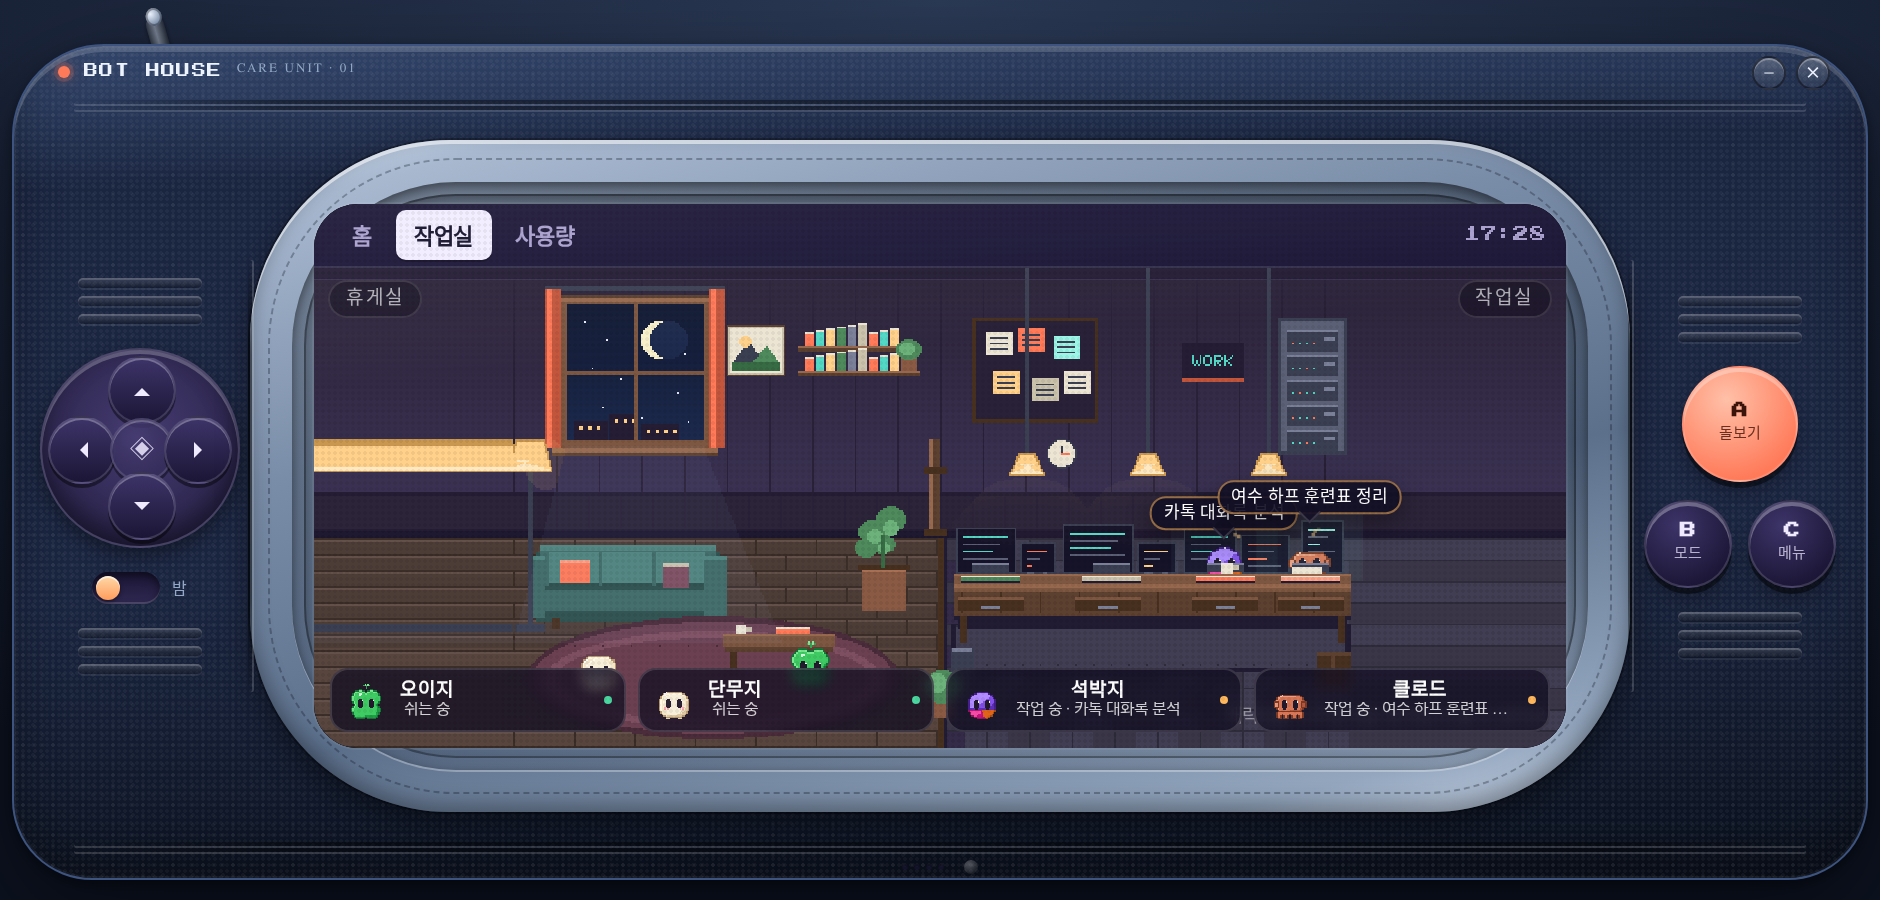 BOT HOUSE CARE UNIT · 01
홈 작업실 사용량 17:28
휴게실
작업실
WORK
여수 하프 훈련표 정리
카톡 대화록 분석
A
돌보기
B
모드
C
메뉴
밤
오이지
쉬는 중
단무지
쉬는 중
석박지
작업 중 · 카톡 대화록 분석
클로드
작업 중 · 여수 하프 훈련표 ...